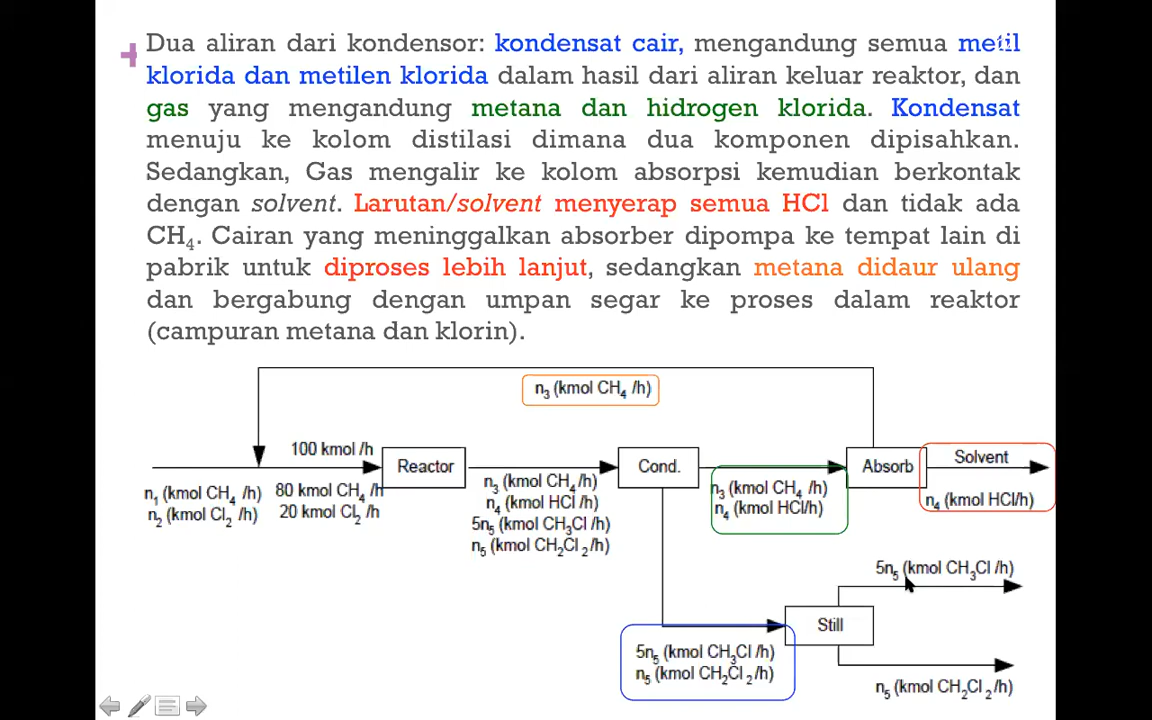 Dua aliran dari kondensor: kondensat cair, mengandung semua metil
klorida dan metilen klorida dalam hasil dari aliran keluar reaktor, dan
gas yang mengandung metana dan hidrogen klorida. Kondensat
menuju ke kolom distilasi dimana dua komponen dipisahkan.
Sedangkan, Gas mengalir ke kolom absorpsi kemudian berkontak
dengan solvent. Larutan/solvent menyerap semua HCl dan tidak ada
CH₄. Cairan yang meninggalkan absorber dipompa ke tempat lain di
pabrik untuk diproses lebih lanjut, sedangkan metana didaur ulang
dan bergabung dengan umpan segar ke proses dalam reaktor
(campuran metana dan klorin).
n₃ (kmol CH₄ /h)
100 kmol /h
Reactor
Cond.
Absorb
Solvent
n₁ (kmol CH₄ /h)
n₂ (kmol Cl₂ /h)
80 kmol CH₄ /h
20 kmol Cl₂ /h
n₃ (kmol CH₄/h)
n₄ (kmol HCl /h)
5n₅ (kmol CH₃Cl /h)
n₅ (kmol CH₂Cl₂ /h)
n₃ (kmol CH₄ /h)
n₄ (kmol HCl/h)
n₄ (kmol HCl/h)
5n₅ (kmol CH₃Cl /h)
Still
5n₅ (kmol CH₃Cl /h)
n₅ (kmol CH₂Cl₂ /h)
n₅ (kmol CH₂Cl₂ /h)